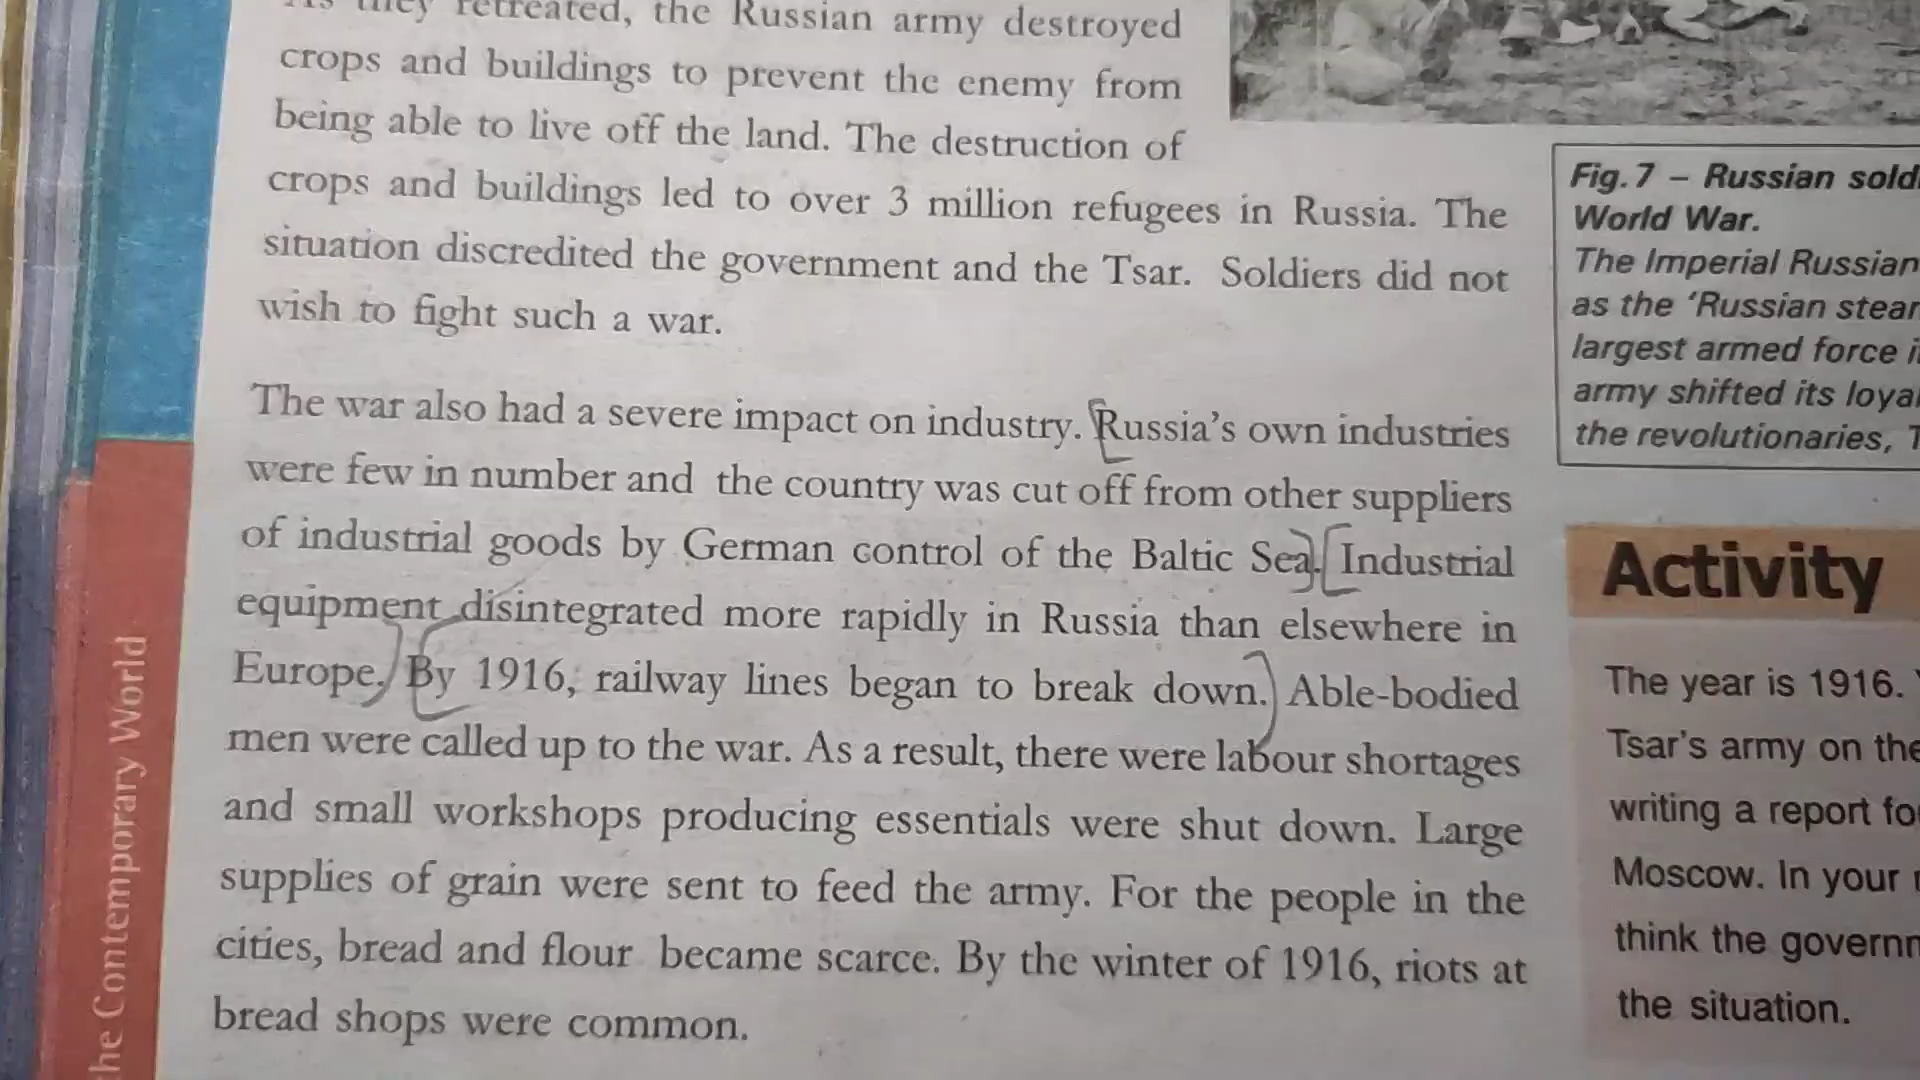 As they retreated, the Russian army destroyed
crops and buildings to prevent the enemy from
being able to live off the land. The destruction of
crops and buildings led to over 3 million refugees in Russia. The
situation discredited the government and the Tsar. Soldiers did not
wish to fight such a war.
The war also had a severe impact on industry. Russia's own industries
were few in number and the country was cut off from other suppliers
of industrial goods by German control of the Baltic Sea. Industrial
equipment disintegrated more rapidly in Russia than elsewhere in
Europe. By 1916, railway lines began to break down. Able-bodied
men were called up to the war. As a result, there were labour shortages
and small workshops producing essentials were shut down. Large
supplies of grain were sent to feed the army. For the people in the
cities, bread and flour became scarce. By the winter of 1916, riots at
bread shops were common.
Fig.7 – Russian
World War.
The Imperial Russian
as the ‘Russian
largest armed force
army shifted its
the revolutionaries,
Activity
The year is 1916.
Tsar's army on the
writing a report
Moscow. In your
think the
the situation.
the Contemporary World